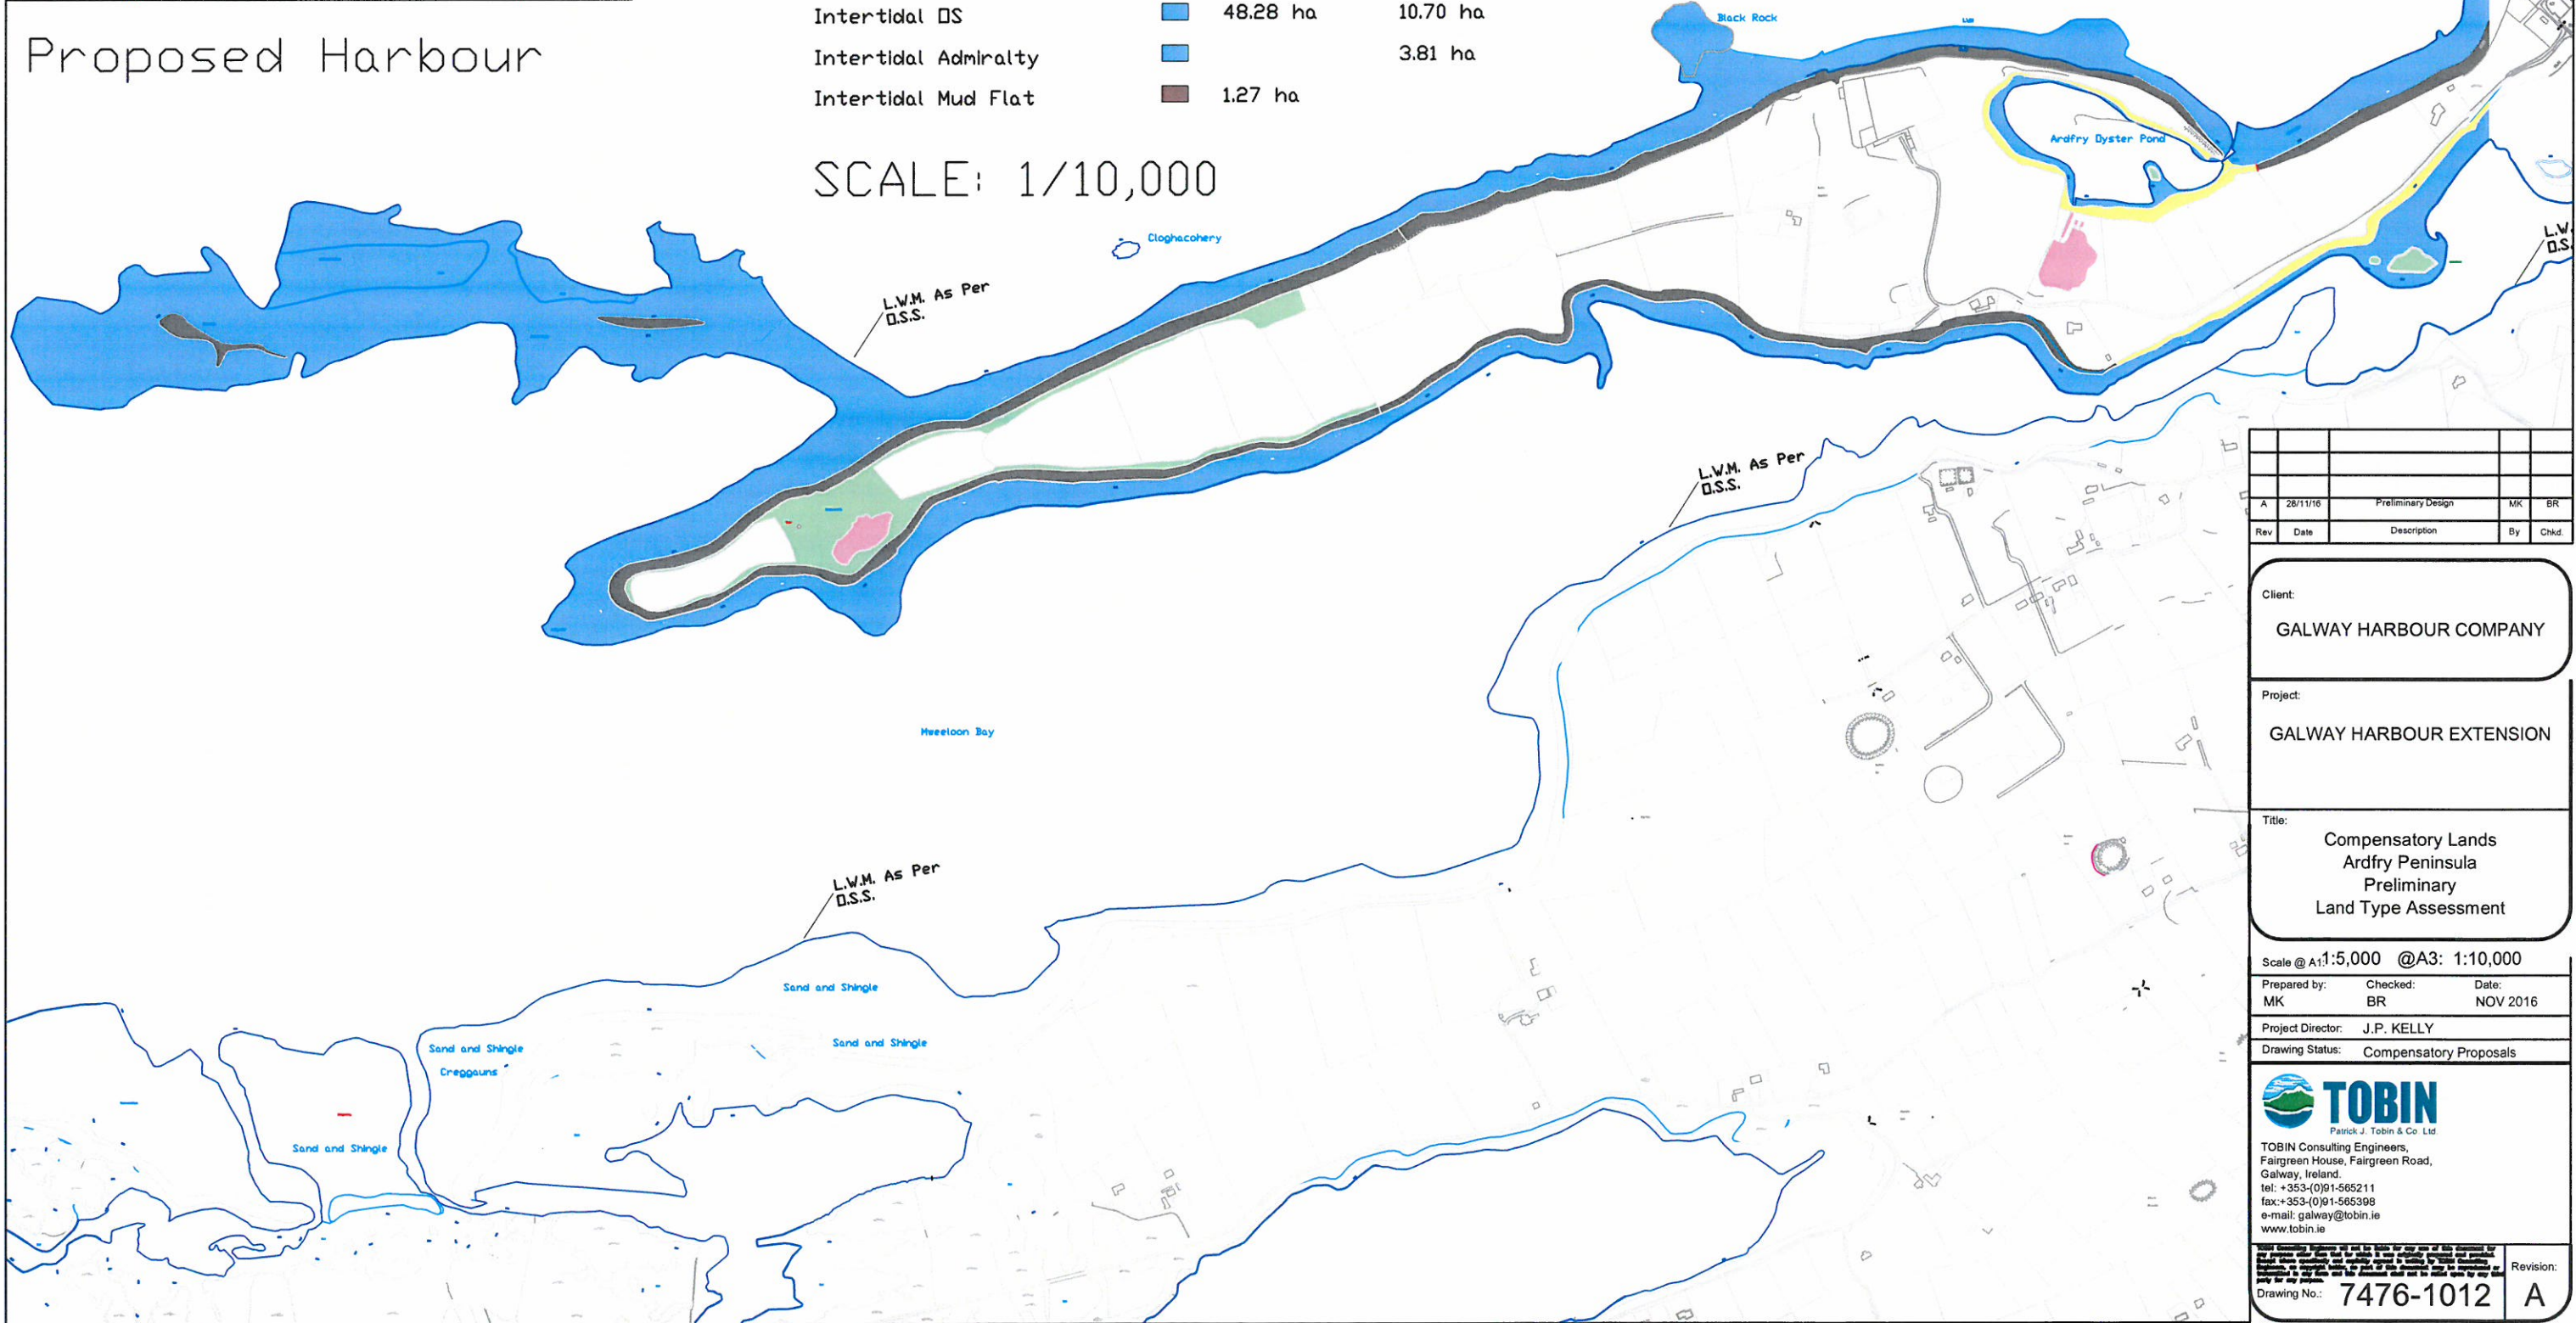 Proposed Harbour
Intertidal OS 48.28 ha 10.70 ha
Intertidal Admiralty 3.81 ha
Intertidal Mud Flat 1.27 ha
SCALE: 1/10,000
Black Rock
Ardfry Oyster Pond
Cloghacohery
L.W.M. As Per
O.S.S.
L.W.
O.S.
L.W.M. As Per
O.S.S.
Mweeloon Bay
L.W.M. As Per
O.S.S.
Sand and Shingle
Sand and Shingle
Sand and Shingle
Creggauns
Sand and Shingle
A 28/11/16 Preliminary Design MK BR
Rev Date Description By Chkd.
Client:
GALWAY HARBOUR COMPANY
Project:
GALWAY HARBOUR EXTENSION
Title:
Compensatory Lands
Ardfry Peninsula
Preliminary
Land Type Assessment
Scale @ A1: 1:5,000 @A3: 1:10,000
Prepared by: Checked: Date:
MK BR NOV 2016
Project Director: J.P. KELLY
Drawing Status: Compensatory Proposals
TOBIN
Patrick J. Tobin & Co. Ltd.
TOBIN Consulting Engineers,
Fairgreen House, Fairgreen Road,
Galway, Ireland.
tel: +353-(0)91-565211
fax:+353-(0)91-565398
e-mail: galway@tobin.ie
www.tobin.ie
Revision:
Drawing No.: 7476-1012 A